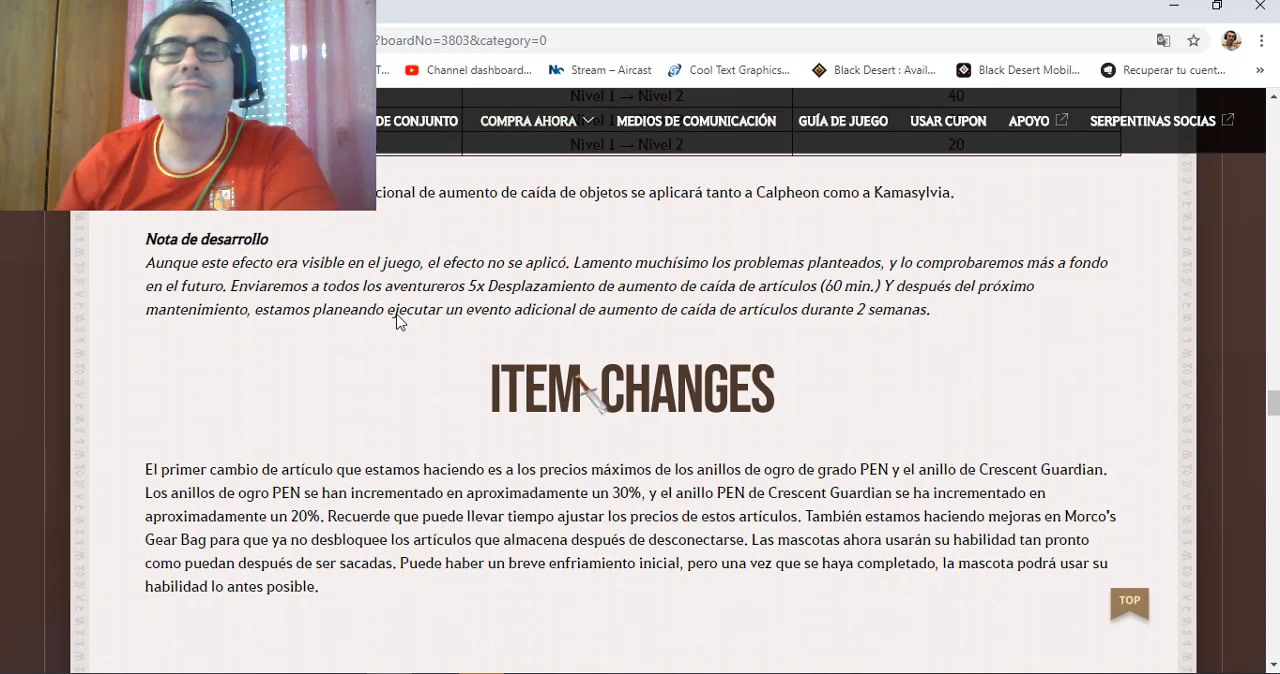 ?boardNo=3803&category=0
T... Channel dashboard... Stream – Aircast Cool Text Graphics... Black Desert : Avail... Black Desert Mobil... Recuperar tu cuent... »
Nivel 1 → Nivel 2 40
DE CONJUNTO COMPRA AHORA MEDIOS DE COMUNICACIÓN GUÍA DE JUEGO USAR CUPON APOYO SERPENTINAS SOCIAS
Nivel 1 → Nivel 2 20
cional de aumento de caída de objetos se aplicará tanto a Calpheon como a Kamasylvia.
Nota de desarrollo
Aunque este efecto era visible en el juego, el efecto no se aplicó. Lamento muchísimo los problemas planteados, y lo comprobaremos más a fondo
en el futuro. Enviaremos a todos los aventureros 5x Desplazamiento de aumento de caída de artículos (60 min.) Y después del próximo
mantenimiento, estamos planeando ejecutar un evento adicional de aumento de caída de artículos durante 2 semanas.
ITEM CHANGES
El primer cambio de artículo que estamos haciendo es a los precios máximos de los anillos de ogro de grado PEN y el anillo de Crescent Guardian.
Los anillos de ogro PEN se han incrementado en aproximadamente un 30%, y el anillo PEN de Crescent Guardian se ha incrementado en
aproximadamente un 20%. Recuerde que puede llevar tiempo ajustar los precios de estos artículos. También estamos haciendo mejoras en Morco's
Gear Bag para que ya no desbloquee los artículos que almacena después de desconectarse. Las mascotas ahora usarán su habilidad tan pronto
como puedan después de ser sacadas. Puede haber un breve enfriamiento inicial, pero una vez que se haya completado, la mascota podrá usar su
habilidad lo antes posible.
TOP